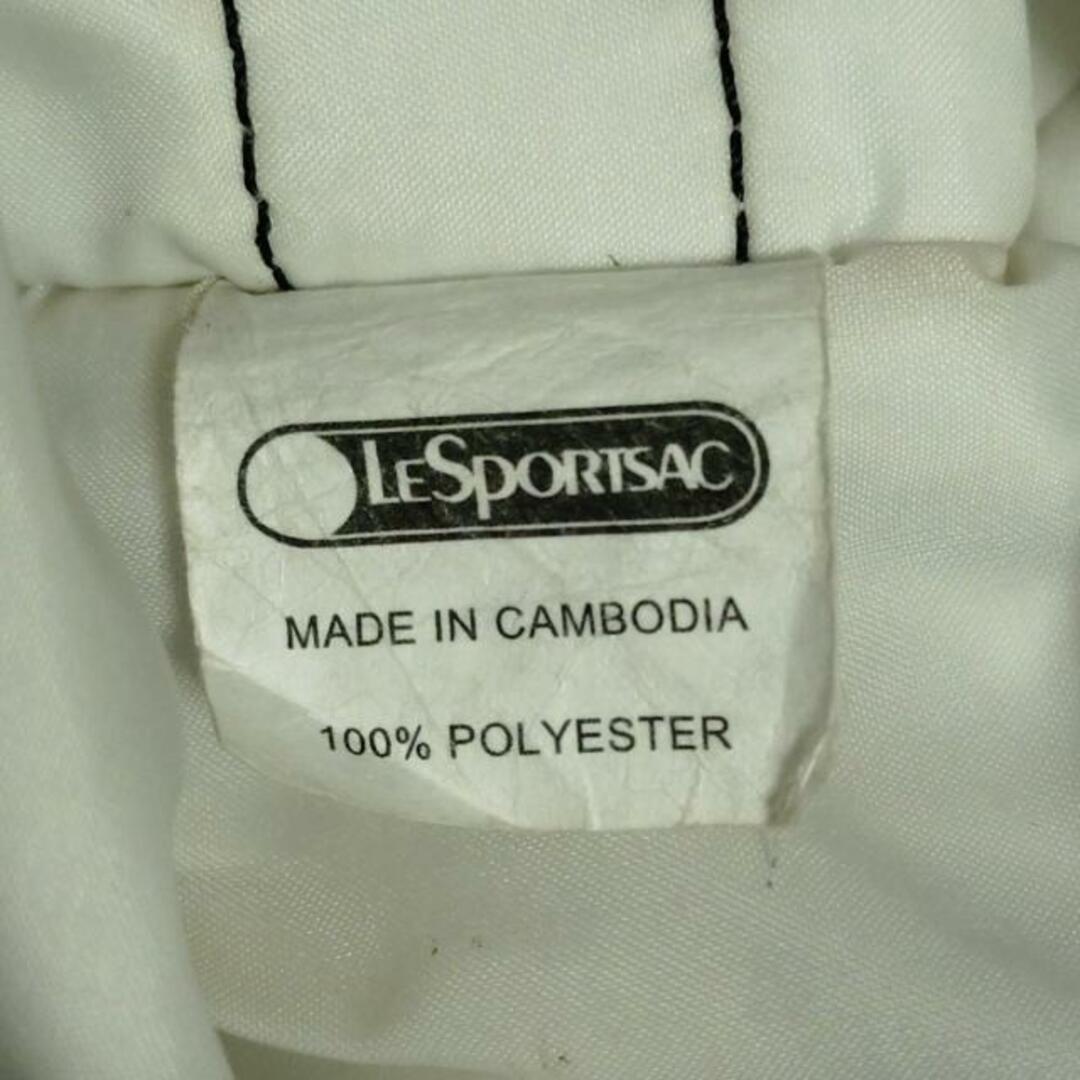 LESPORTSAC
MADE IN CAMBODIA
100% POLYESTER